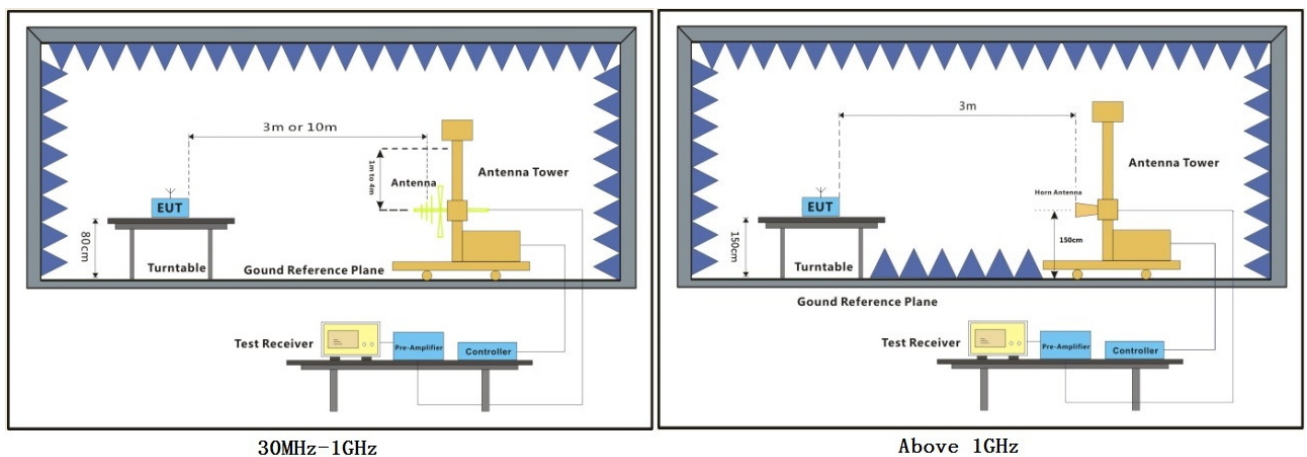 3m or 10m
1m to 4m
Antenna
Antenna Tower
EUT
80cm
Turntable
Gound Reference Plane
Test Receiver
Pre-Amplifier
Controller
30MHz-1GHz
3m
Antenna Tower
Horn Antenna
EUT
150cm
150cm
Turntable
Gound Reference Plane
Test Receiver
Pre-Amplifier
Controller
Above 1GHz